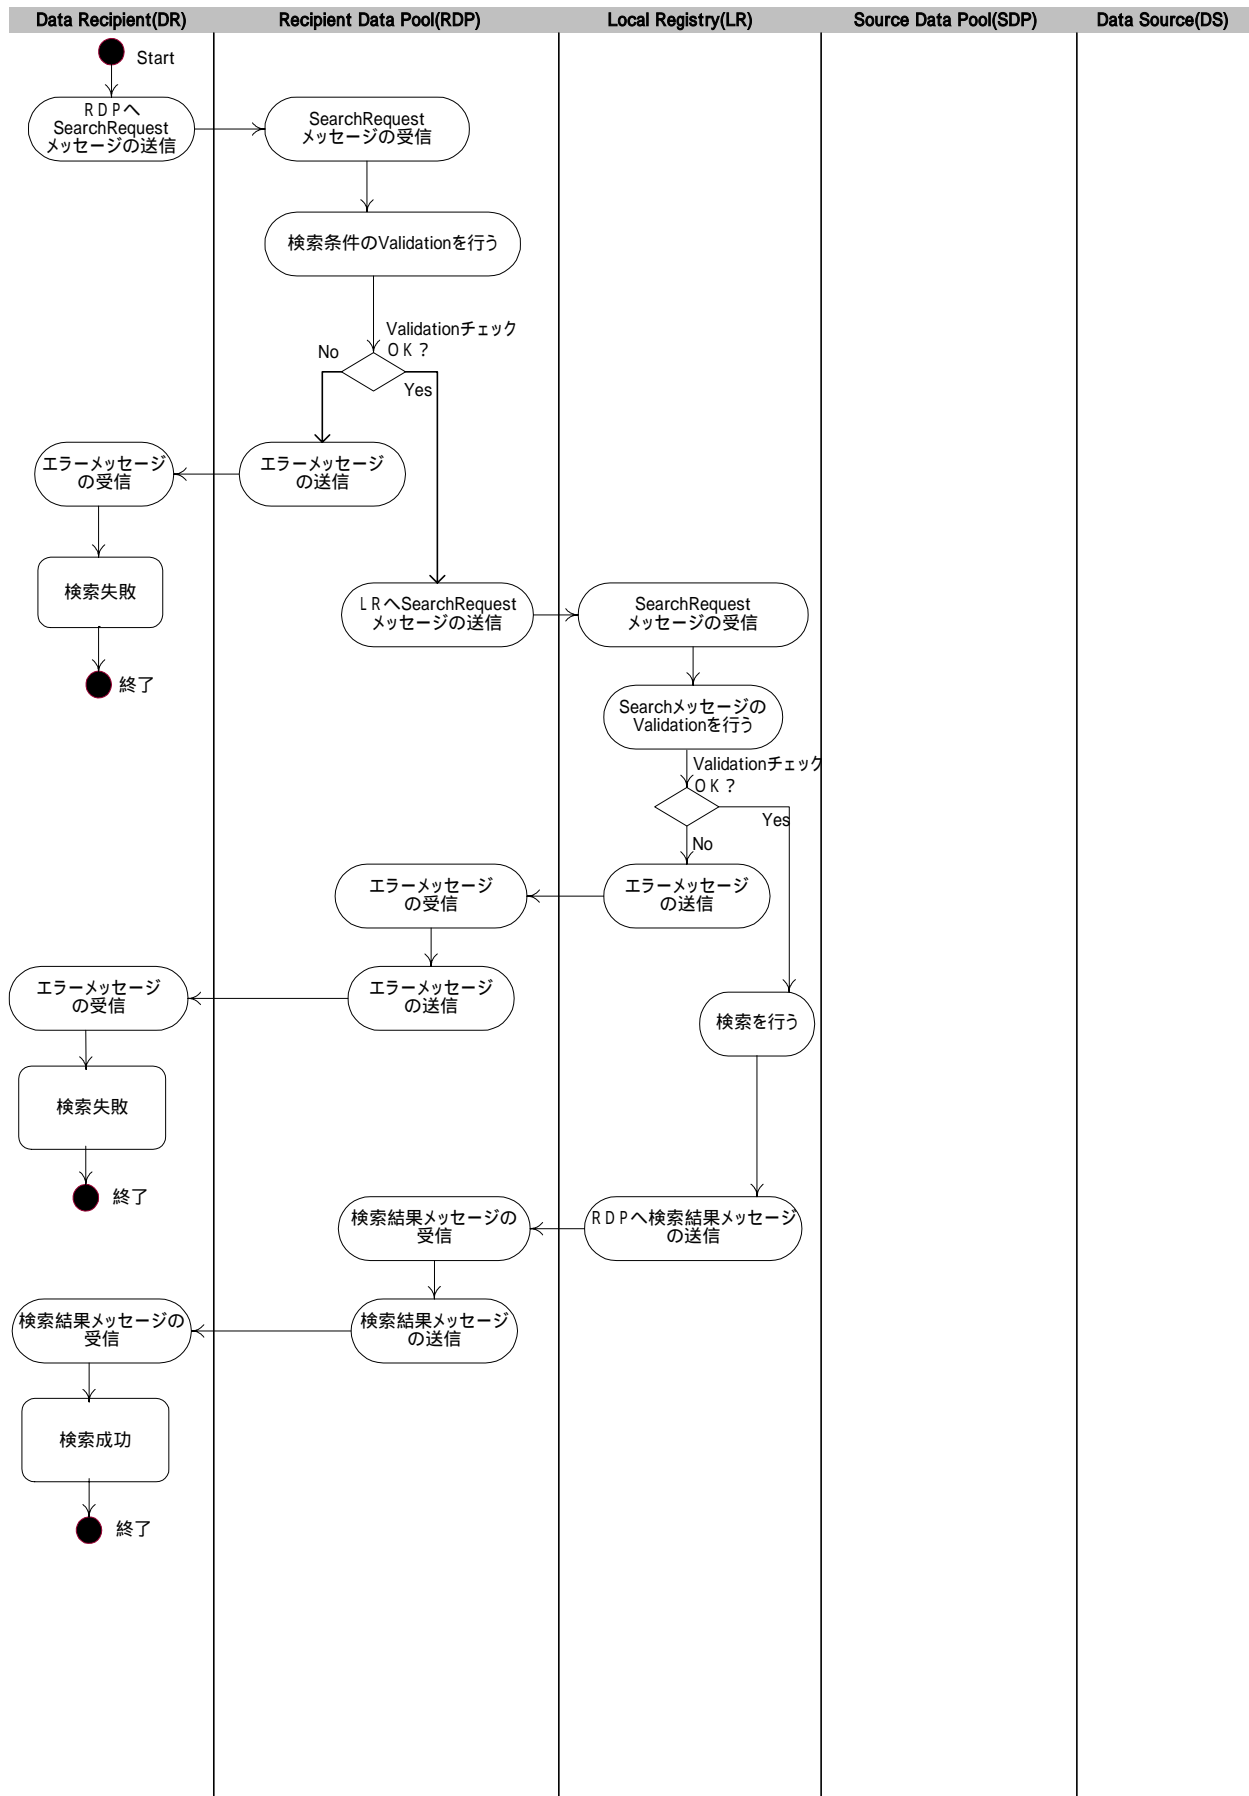 Data Recipient(DR)
Recipient Data Pool(RDP)
Local Registry(LR)
Source Data Pool(SDP)
Data Source(DS)
Start
ＲＤＰへ
SearchRequest
メッセージの送信
SearchRequest
メッセージの受信
検索条件のValidationを行う
Validationチェック
ＯＫ？
No
Yes
エラーメッセージ
の受信
エラーメッセージ
の送信
検索失敗
終了
ＬＲへSearchRequest
メッセージの送信
SearchRequest
メッセージの受信
Searchメッセージの
Validationを行う
Validationチェック
ＯＫ？
Yes
No
エラーメッセージ
の受信
エラーメッセージ
の送信
エラーメッセージ
の受信
エラーメッセージ
の送信
検索を行う
検索失敗
終了
検索結果メッセージの
受信
ＲＤＰへ検索結果メッセージ
の送信
検索結果メッセージの
受信
検索結果メッセージ
の送信
検索成功
終了